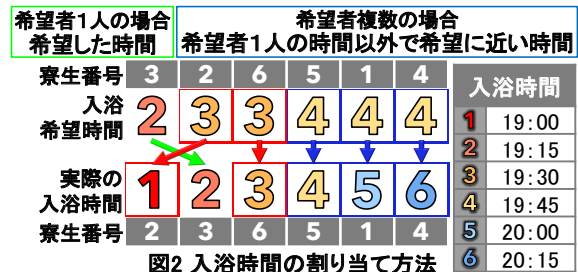 希望者1人の場合
希望した時間
希望者複数の場合
希望者1人の時間以外で希望に近い時間
寮生番号 3 2 6 5 1 4
入浴
希望時間 2 3 3 4 4 4
実際の
入浴時間 1 2 3 4 5 6
寮生番号 2 3 6 5 1 4
図2 入浴時間の割り当て方法
入浴時間
1 19:00
2 19:15
3 19:30
4 19:45
5 20:00
6 20:15